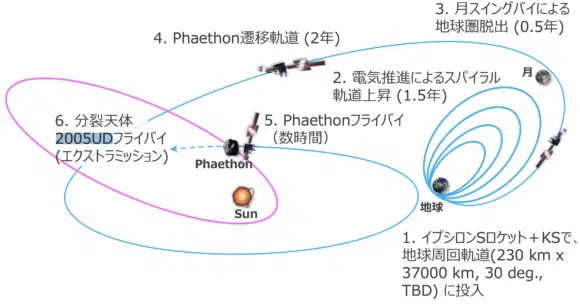 3. 月スイングバイによる
地球圏脱出 (0.5年)
4. Phaethon遷移軌道 (2年)
2. 電気推進によるスパイラル
軌道上昇 (1.5年)
月
6. 分裂天体
2005UDフライバイ
(エクストラミッション)
5. Phaethonフライバイ
（数時間）
Phaethon
Sun
地球
1. イプシロンSロケット＋KSで、
地球周回軌道(230 km x
37000 km, 30 deg.,
TBD) に投入